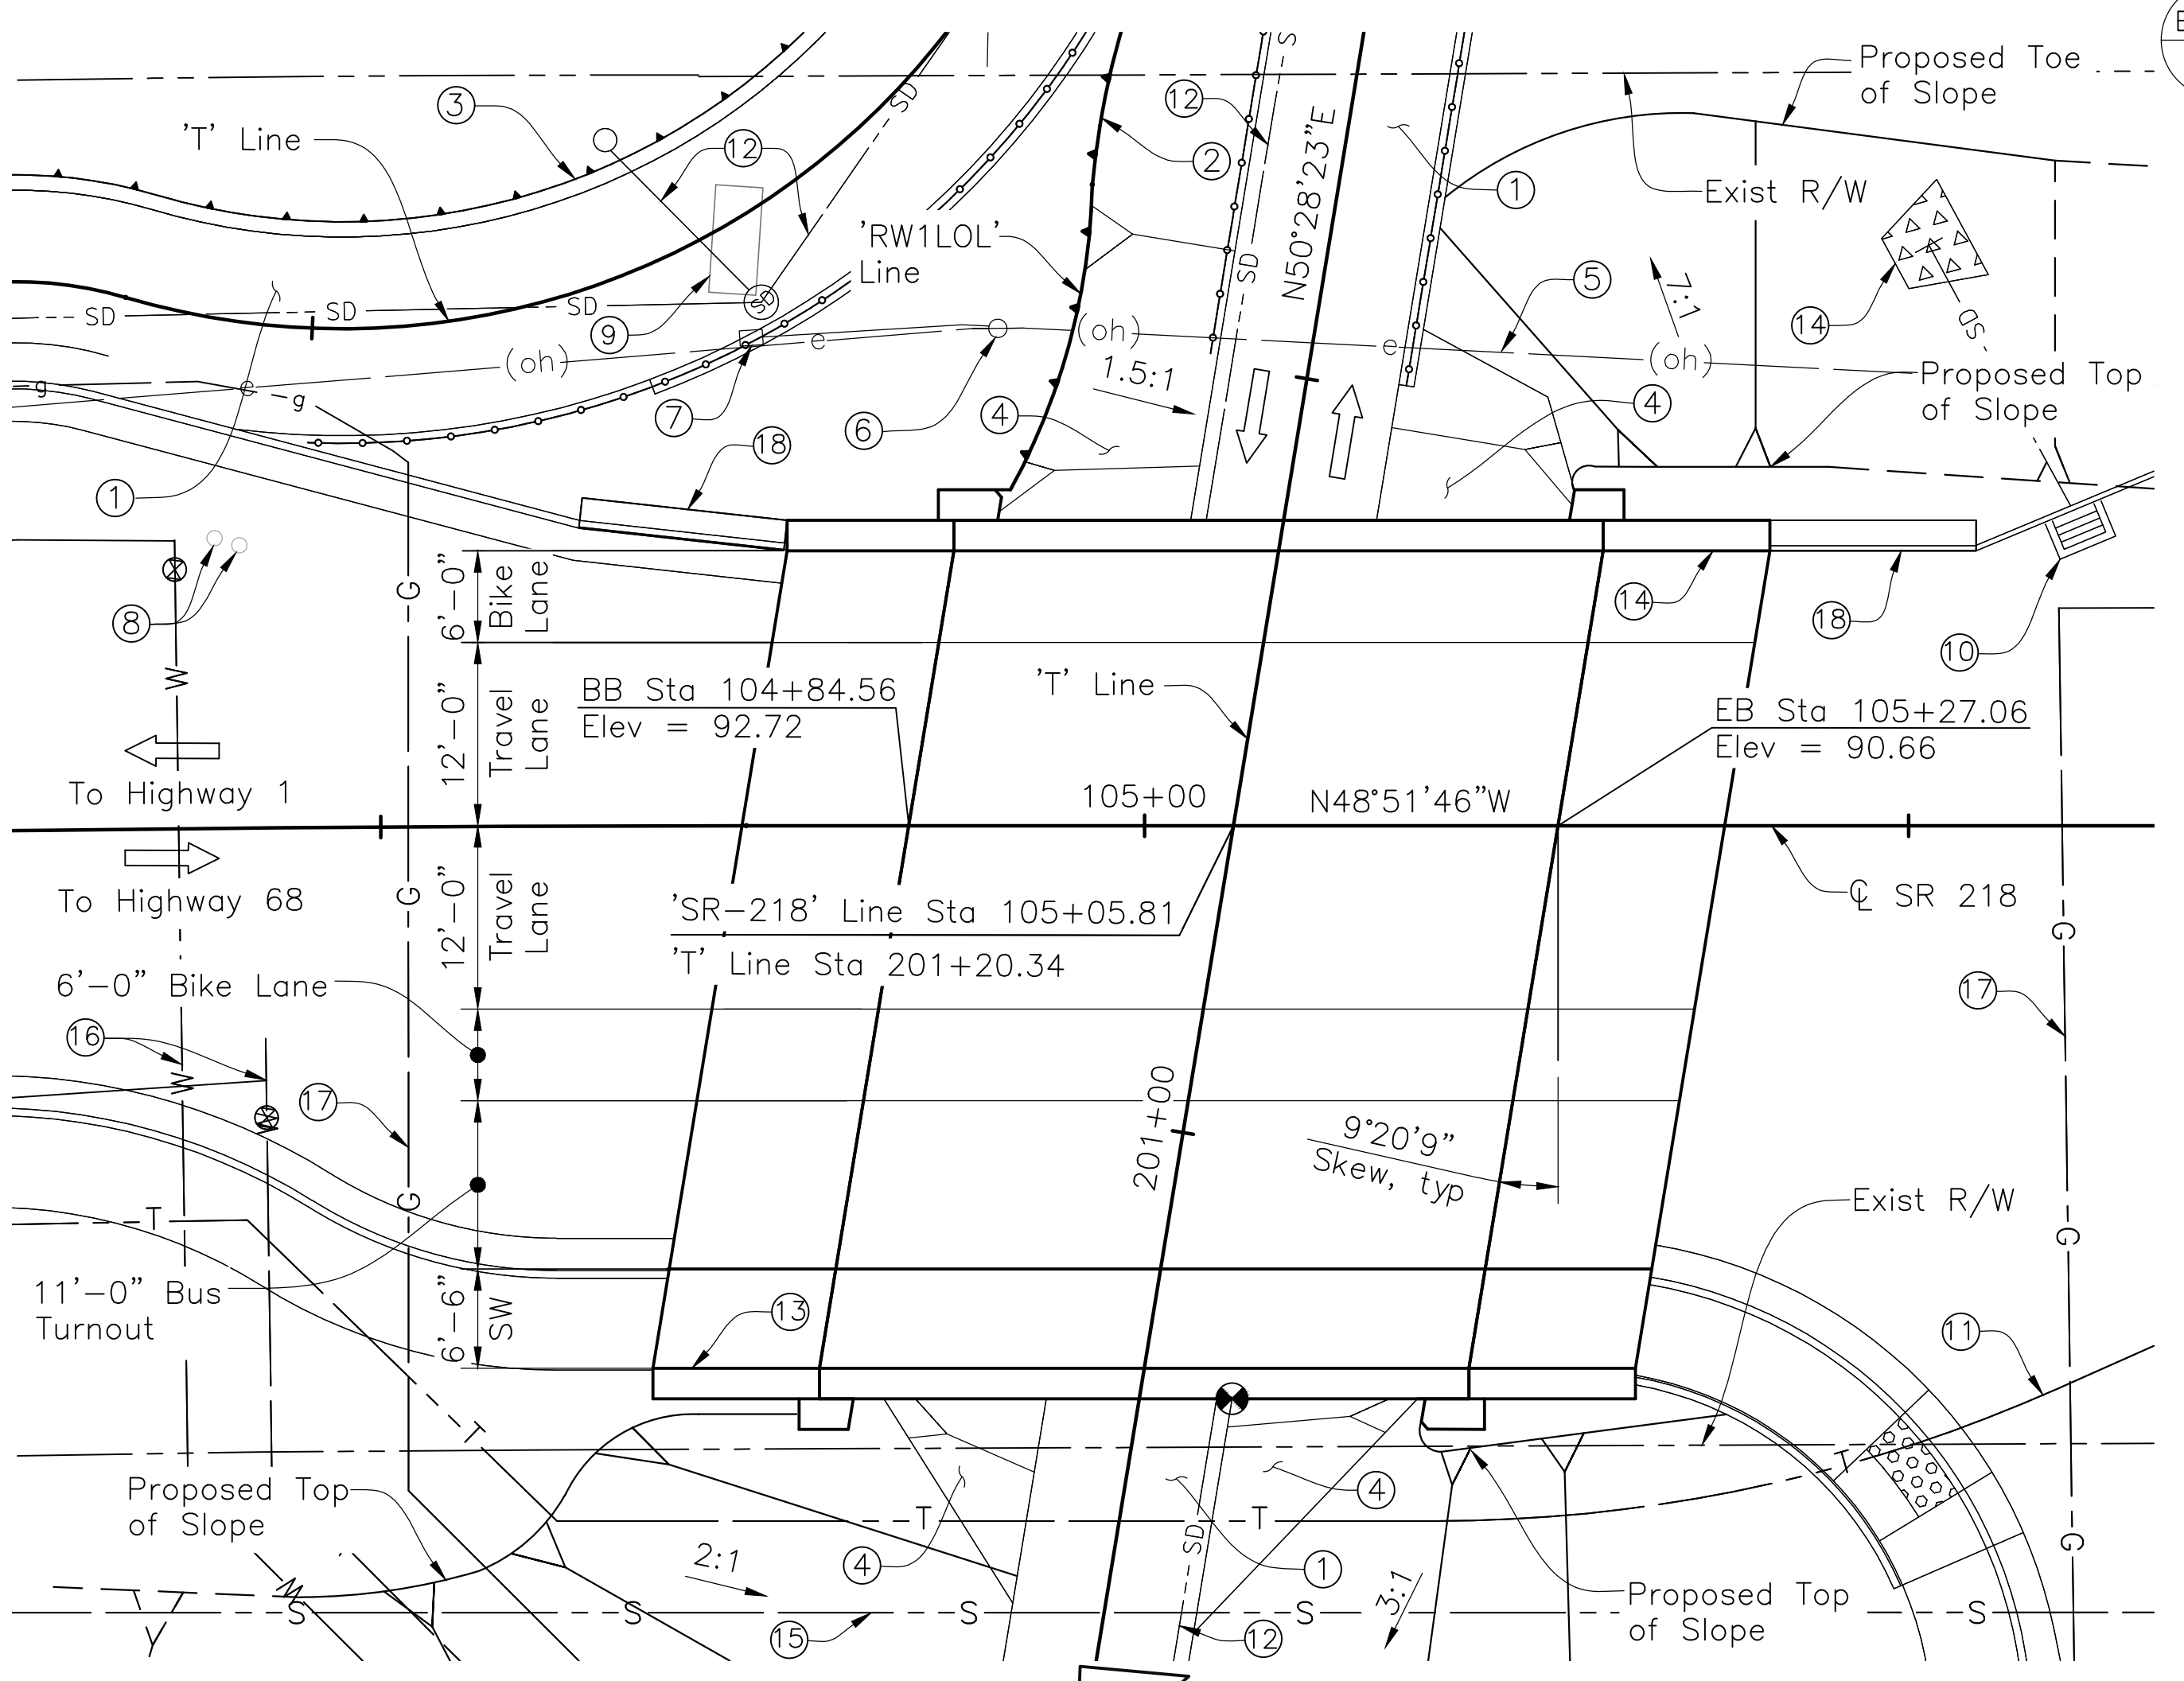 Proposed Toe
of Slope
3
12
12
'T' Line
2
1
N50°28'23"E
SD
S
Exist R/W
'RW1LOL'
Line
SD
5
7:1
14
SD
SD
SD
SD
SD
9
(oh)
e
(oh)
e
(oh)
1.5:1
Proposed Top
of Slope
g
e
g
7
6
4
4
18
1
8
G
6'-0"
Bike
Lane
14
18
10
W
12'-0"
Travel
Lane
BB Sta 104+84.56
Elev = 92.72
'T' Line
EB Sta 105+27.06
Elev = 90.66
To Highway 1
105+00
N48°51'46"W
To Highway 68
G
12'-0"
Travel
Lane
'SR-218' Line Sta 105+05.81
'T' Line Sta 201+20.34
℄ SR 218
G
6'-0" Bike Lane
17
16
W
17
201+00
9°20'9"
Skew, typ
G
T
Exist R/W
G
11'-0" Bus
Turnout
6'-6"
SW
13
11
T
T
Proposed Top
of Slope
4
T
T
SD
G
2:1
4
1
3:1
Proposed Top
of Slope
S
S
S
S
S
15
12